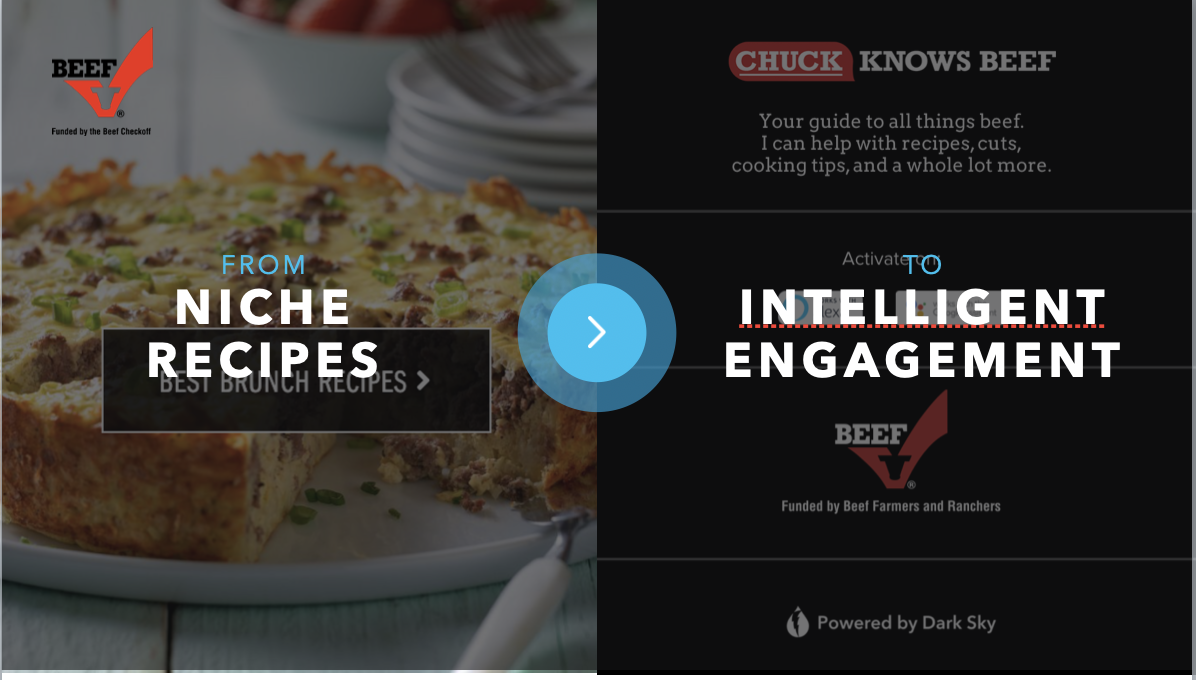 BEEF
®
Funded by the Beef Checkoff
FROM
NICHE
RECIPES
BEST BRUNCH RECIPES
CHUCK KNOWS BEEF
Your guide to all things beef.
I can help with recipes, cuts,
cooking tips, and a whole lot more.
Activate on:
TO
INTELLIGENT
ENGAGEMENT
BEEF
®
Funded by Beef Farmers and Ranchers
Powered by Dark Sky